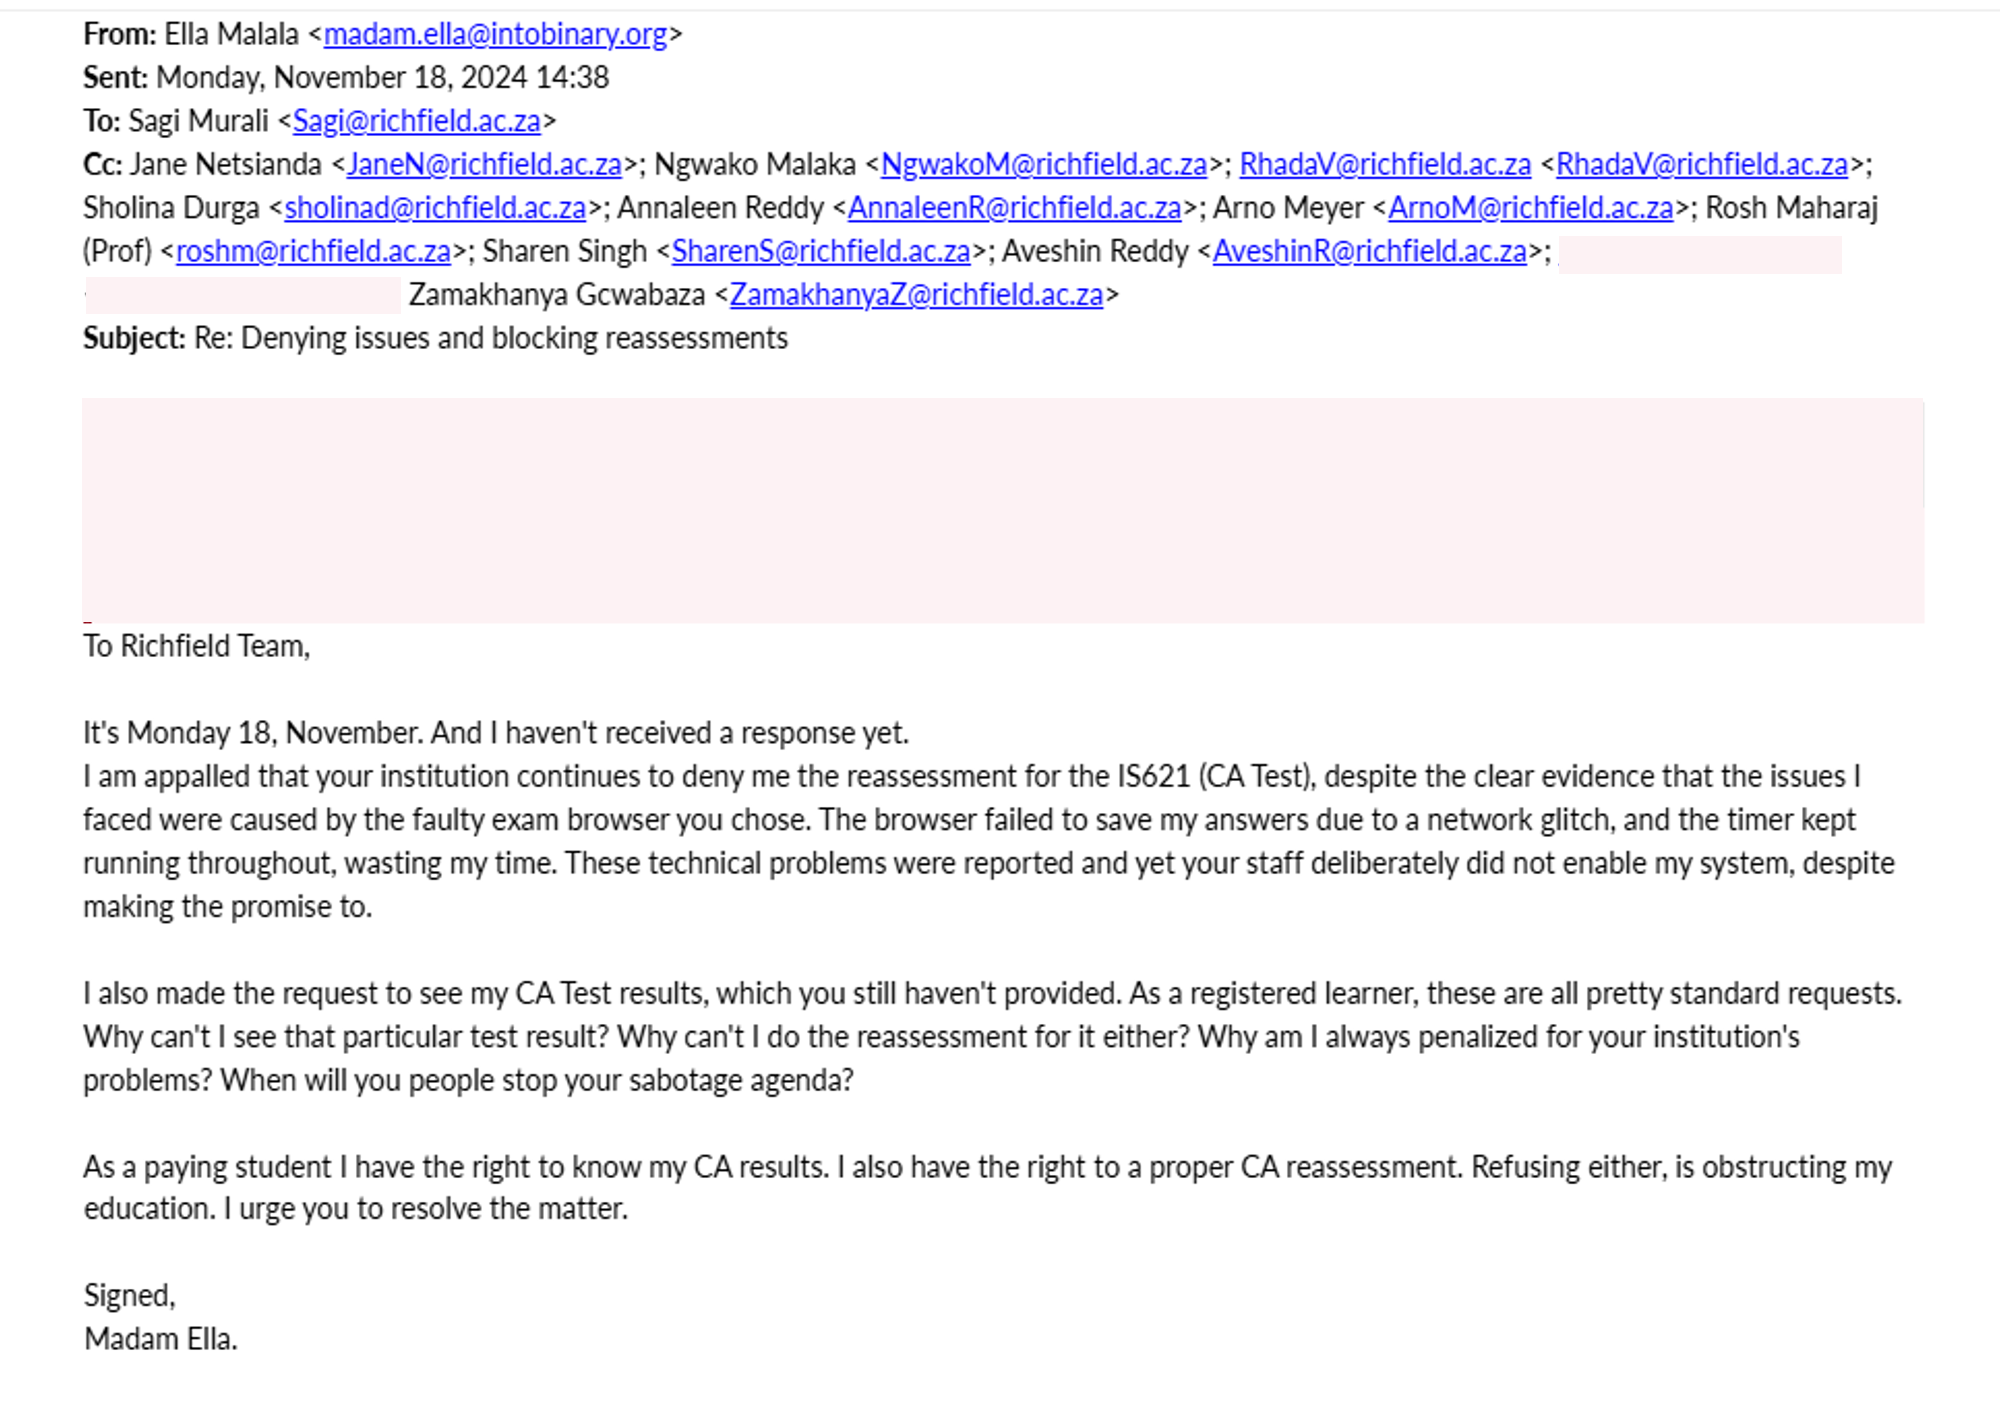 From: Ella Malala <madam.ella@intobinary.org>
Sent: Monday, November 18, 2024 14:38
To: Sagi Murali <Sagi@richfield.ac.za>
Cc: Jane Netsianda <JaneN@richfield.ac.za>; Ngwako Malaka <NgwakoM@richfield.ac.za>; RhadaV@richfield.ac.za <RhadaV@richfield.ac.za>;
Sholina Durga <sholinad@richfield.ac.za>; Annaleen Reddy <AnnaleenR@richfield.ac.za>; Arno Meyer <ArnoM@richfield.ac.za>; Rosh Maharaj
(Prof) <roshm@richfield.ac.za>; Sharen Singh <SharenS@richfield.ac.za>; Aveshin Reddy <AveshinR@richfield.ac.za>;
Zamakhanya Gcwabaza <ZamakhanyaZ@richfield.ac.za>
Subject: Re: Denying issues and blocking reassessments
To Richfield Team,
It's Monday 18, November. And I haven't received a response yet.
I am appalled that your institution continues to deny me the reassessment for the IS621 (CA Test), despite the clear evidence that the issues I
faced were caused by the faulty exam browser you chose. The browser failed to save my answers due to a network glitch, and the timer kept
running throughout, wasting my time. These technical problems were reported and yet your staff deliberately did not enable my system, despite
making the promise to.
I also made the request to see my CA Test results, which you still haven't provided. As a registered learner, these are all pretty standard requests.
Why can't I see that particular test result? Why can't I do the reassessment for it either? Why am I always penalized for your institution's
problems? When will you people stop your sabotage agenda?
As a paying student I have the right to know my CA results. I also have the right to a proper CA reassessment. Refusing either, is obstructing my
education. I urge you to resolve the matter.
Signed,
Madam Ella.